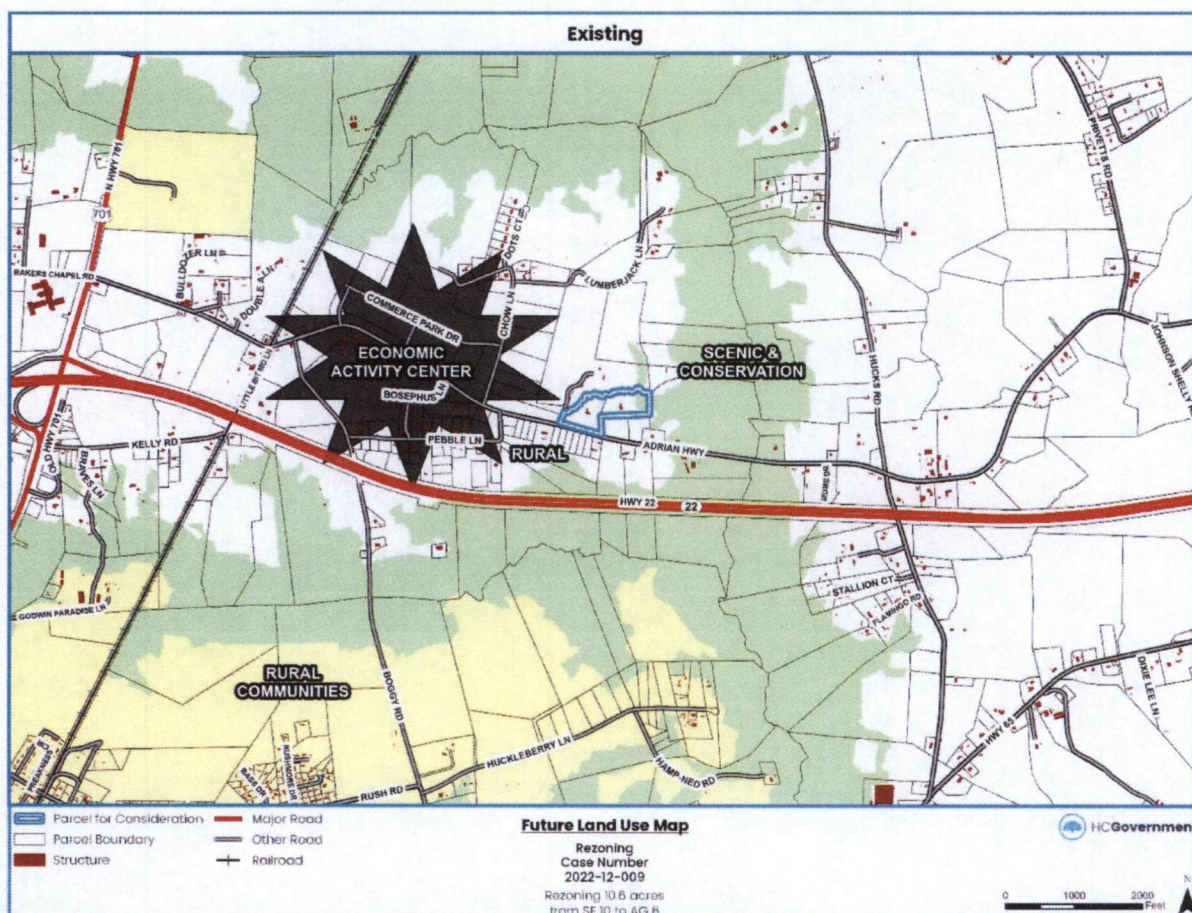 Existing
N HWY 701
701
BAKERS CHAPEL RD
BULLDOZER LN
DOUBLE A LN
COMMERCE PARK DR
DOTS CT
CHOW LN
LUMBERJACK LN
PRIVETTS RD
ECONOMIC
ACTIVITY CENTER
SCENIC &
CONSERVATION
HUCKS RD
BOSEPHUS LN
PEBBLE LN
RURAL
ADRIAN HWY
KELLY RD
HWY 22
22
STALLION CT
FLAMINGO RD
GODWIN PARADISE LN
RURAL
COMMUNITIES
BOGGY RD
HUCKLEBERRY LN
HAMP-NED RD
HWY 65
DIXIE LEE LN
RUSHMORE DR
RUSH RD
Parcel for Consideration
Parcel Boundary
Structure
Major Road
Other Road
Railroad
Future Land Use Map
Rezoning
Case Number
2022-12-009
Rezoning 10.6 acres
HCGovernment
N
0 1000 2000
Feet